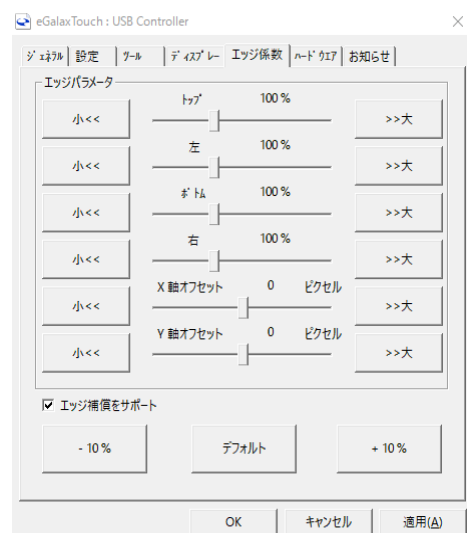 eGalaxTouch : USB Controller
ｼﾞｪﾈﾗﾙ 設定 ﾂｰﾙ ﾃﾞｨｽﾌﾟﾚｰ エッジ係数 ﾊｰﾄﾞｳｴｱ お知らせ
エッジパラメータ
小<< ﾄｯﾌﾟ 100 % >>大
小<< 左 100 % >>大
小<< ﾎﾞﾄﾑ 100 % >>大
小<< 右 100 % >>大
小<< X 軸オフセット 0 ピクセル >>大
小<< Y 軸オフセット 0 ピクセル >>大
エッジ補償をサポート
- 10 % デフォルト + 10 %
OK キャンセル 適用(A)